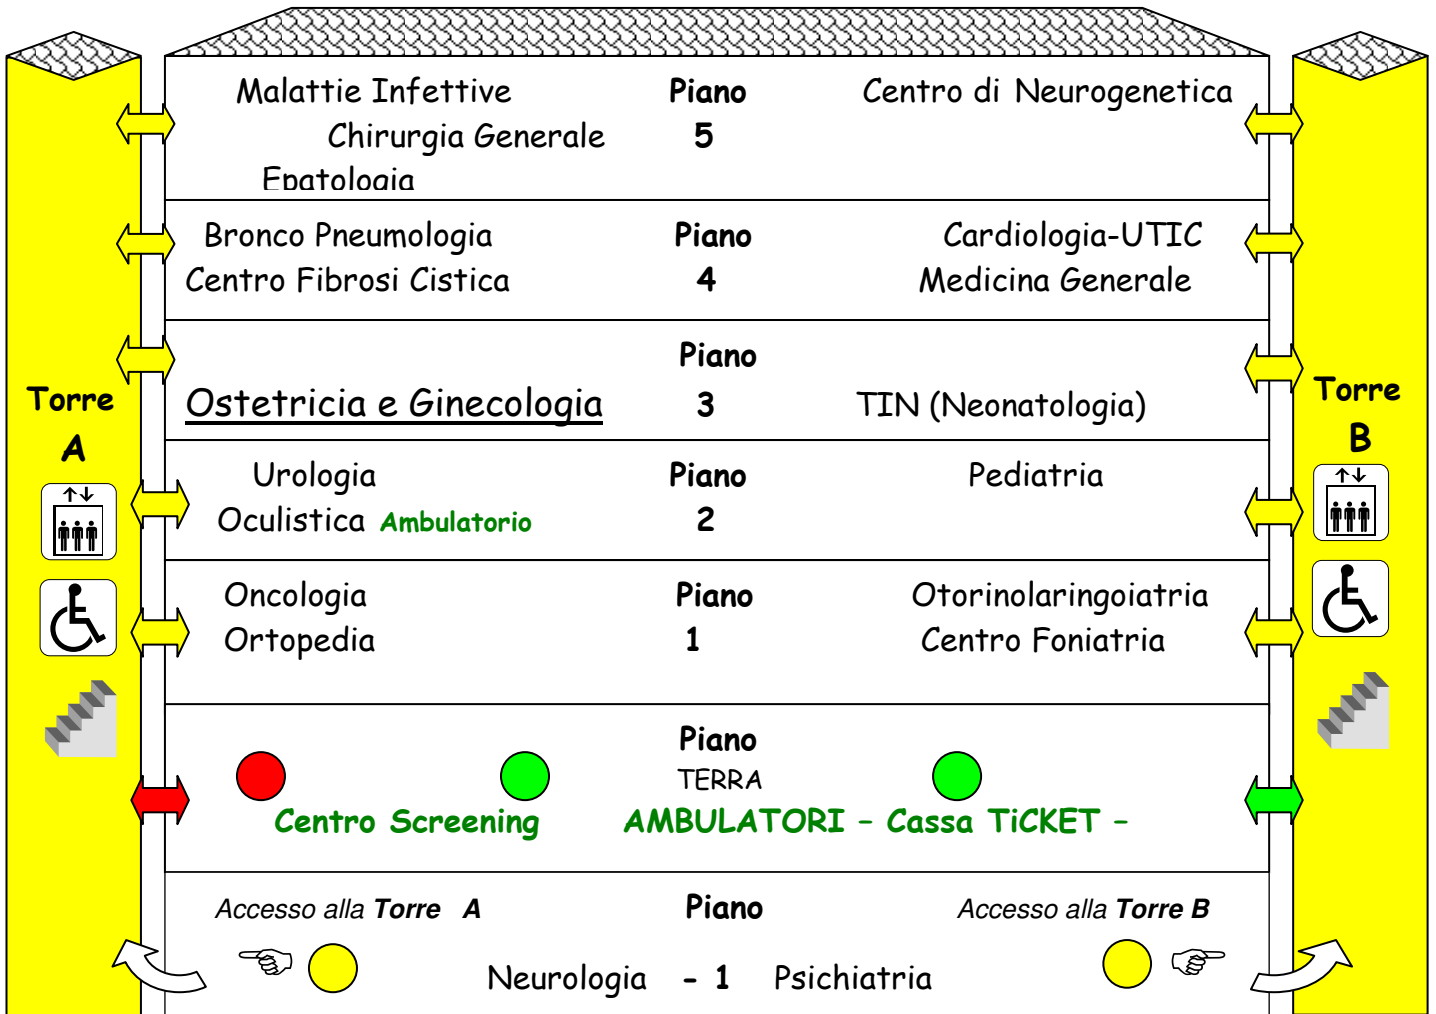 Malattie Infettive Piano Centro di Neurogenetica
Chirurgia Generale 5
Epatologia
Bronco Pneumologia Piano Cardiologia-UTIC
Centro Fibrosi Cistica 4 Medicina Generale
Piano
Ostetricia e Ginecologia 3 TIN (Neonatologia)
Torre
A
Torre
B
Urologia Piano Pediatria
Oculistica Ambulatorio 2
Oncologia Piano Otorinolaringoiatria
Ortopedia 1 Centro Foniatria
Piano
TERRA
Centro Screening AMBULATORI – Cassa TiCKET –
Accesso alla Torre A Piano Accesso alla Torre B
Neurologia - 1 Psichiatria